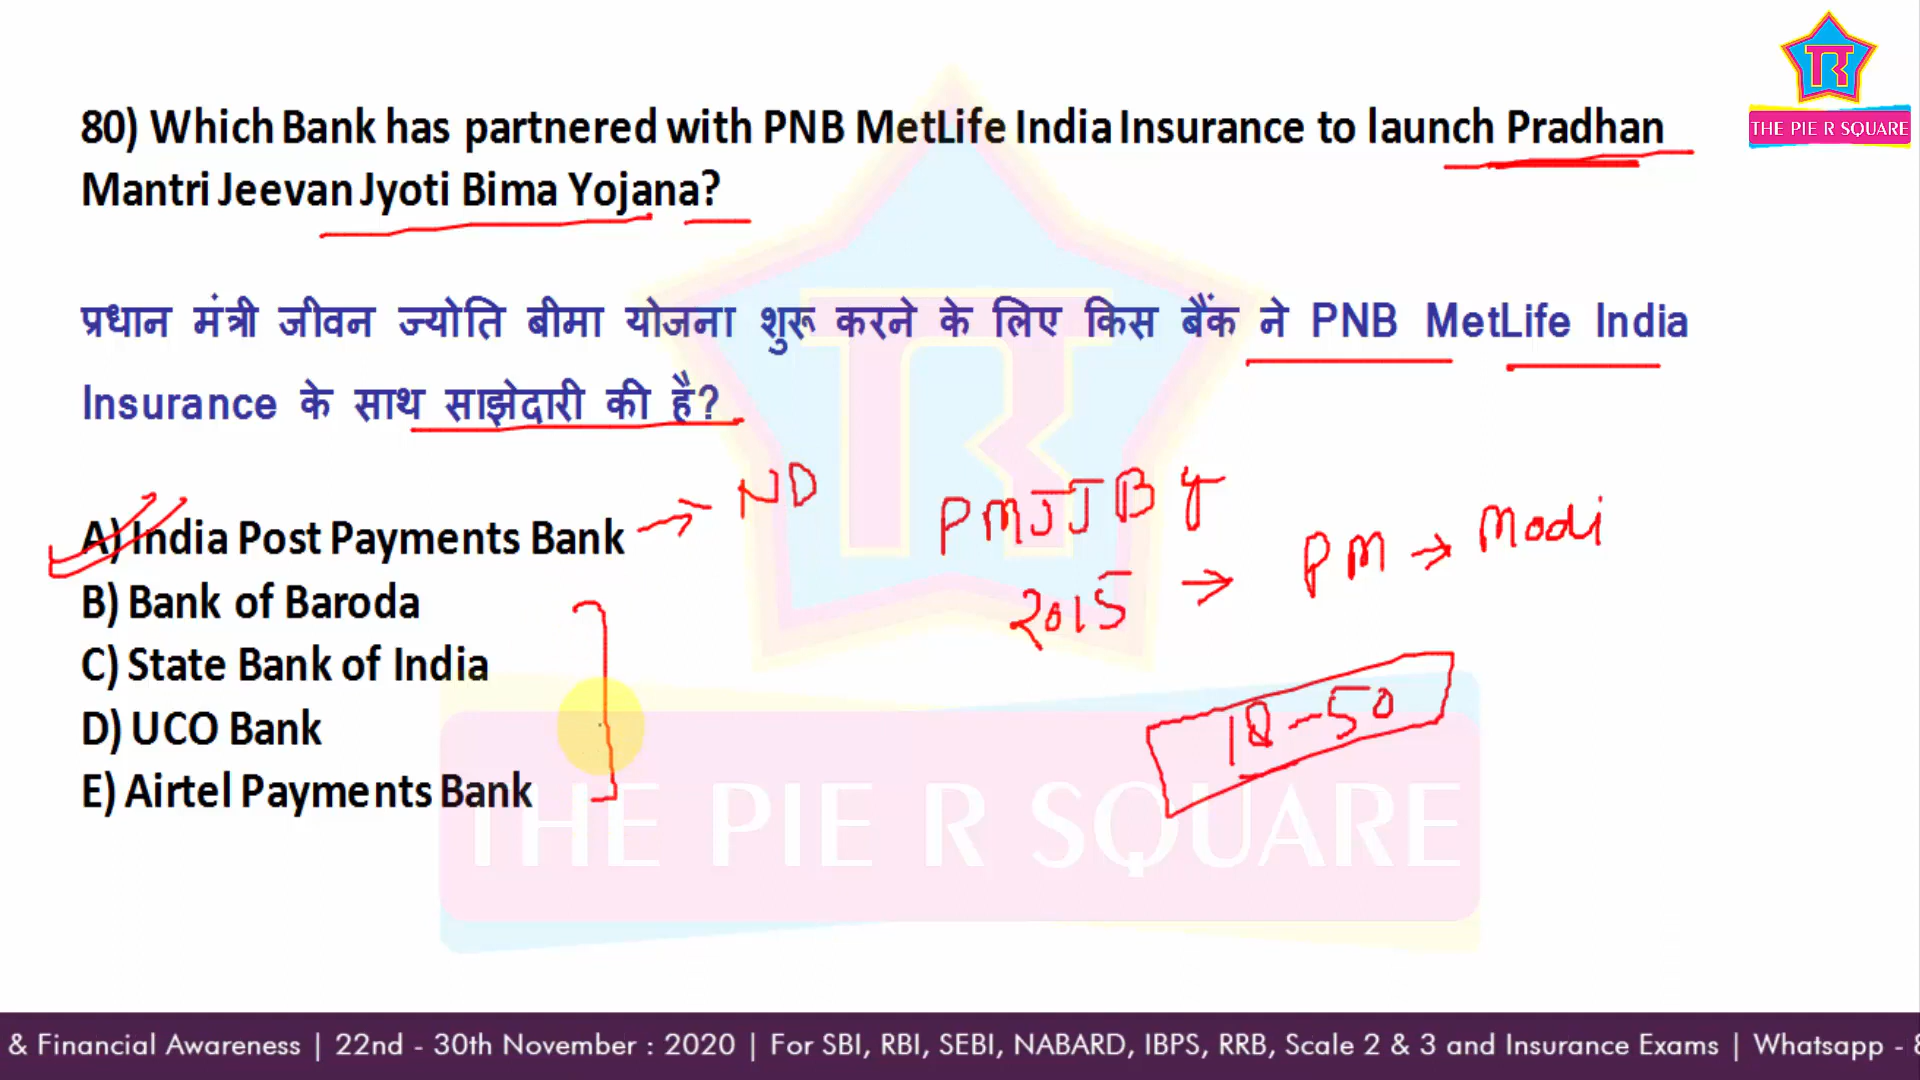 THE PIE R SQUARE
80) Which Bank has partnered with PNB MetLife India Insurance to launch Pradhan
Mantri Jeevan Jyoti Bima Yojana?
प्रधान मंत्री जीवन ज्योति बीमा योजना शुरू करने के लिए किस बैंक ने PNB MetLife India
Insurance के साथ साझेदारी की है?
A) India Post Payments Bank → ND
B) Bank of Baroda
C) State Bank of India
D) UCO Bank
E) Airtel Payments Bank
PMJJBY
2015 → PM → Modi
18-50
THE PIE R SQUARE
& Financial Awareness | 22nd - 30th November : 2020 | For SBI, RBI, SEBI, NABARD, IBPS, RRB, Scale 2 & 3 and Insurance Exams | Whatsapp - 8